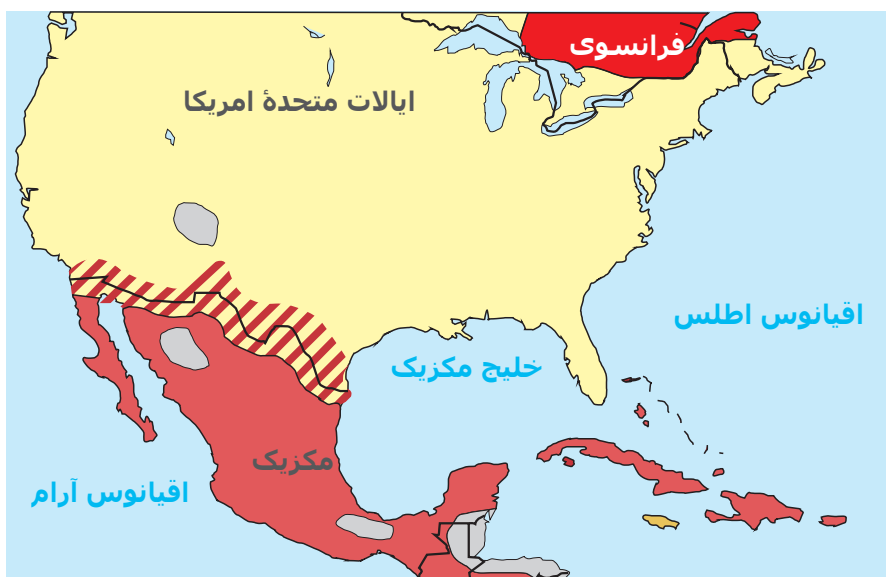 فرانسوی
ایالات متحدهٔ امریکا
اقیانوس اطلس
خلیج مکزیک
مکزیک
اقیانوس آرام